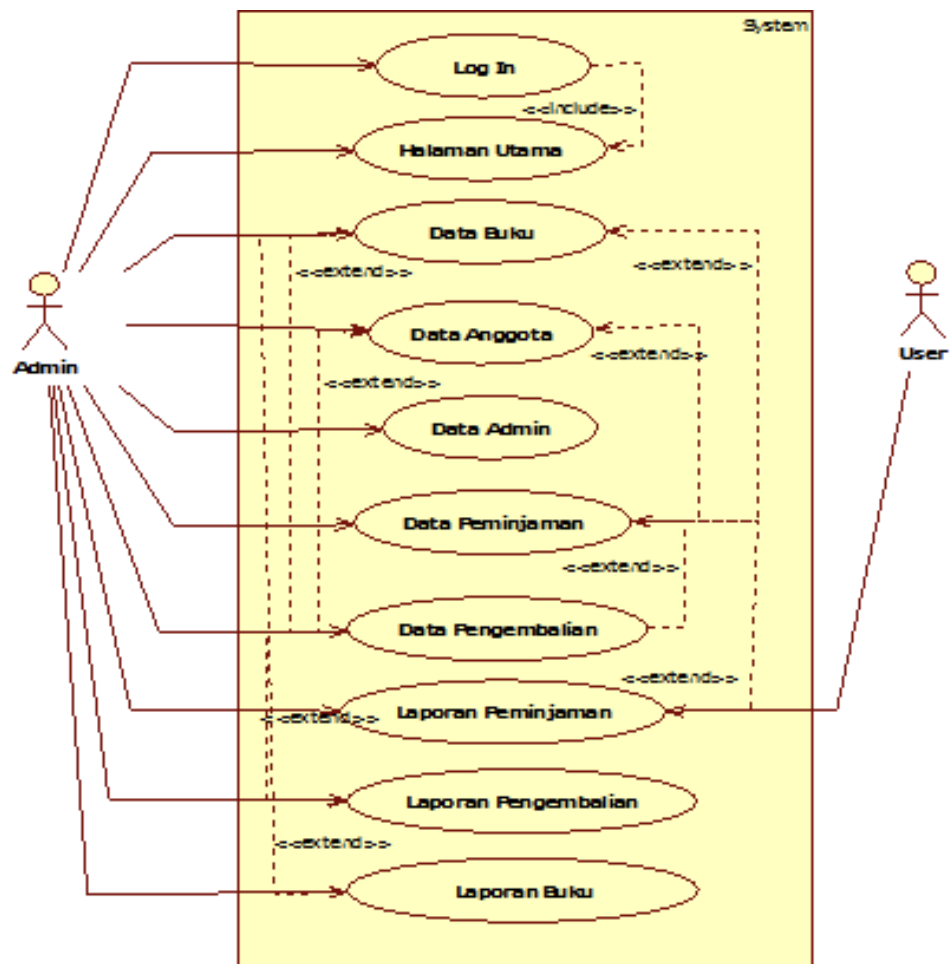 System
Log In
<<include>>
Halaman Utama
Data Buku
<<extend>>
<<extend>>
Data Anggota
<<extend>>
<<extend>>
Admin
User
Data Admin
Data Peminjaman
<<extend>>
Data Pengembalian
<<extend>>
Laporan Peminjaman
<<extend>>
Laporan Pengembalian
<<extend>>
Laporan Buku